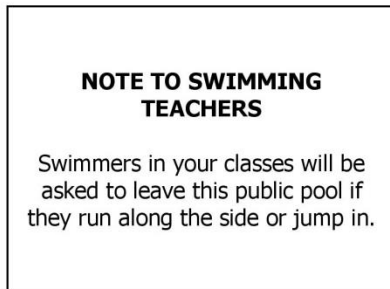 NOTE TO SWIMMING
TEACHERS
Swimmers in your classes will be
asked to leave this public pool if
they run along the side or jump in.